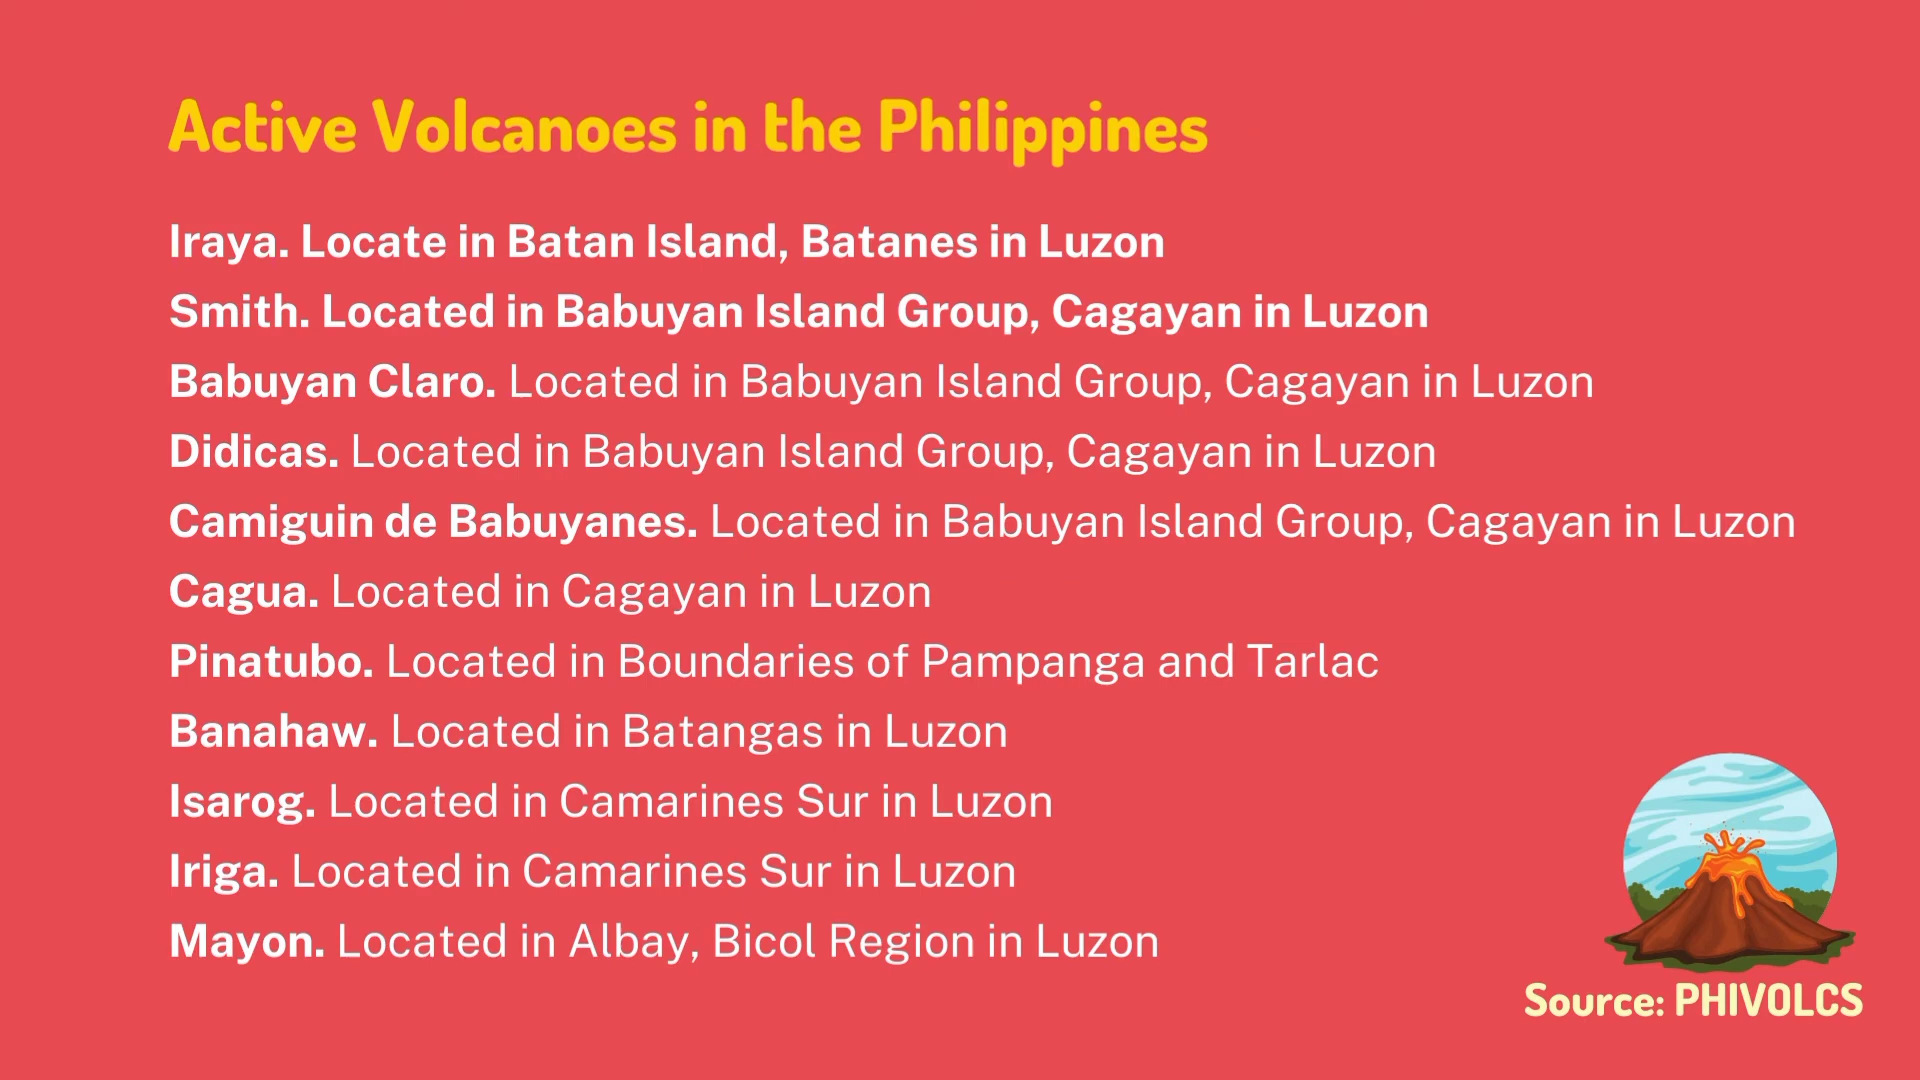 Active Volcanoes in the Philippines
Iraya. Locate in Batan Island, Batanes in Luzon
Smith. Located in Babuyan Island Group, Cagayan in Luzon
Babuyan Claro. Located in Babuyan Island Group, Cagayan in Luzon
Didicas. Located in Babuyan Island Group, Cagayan in Luzon
Camiguin de Babuyanes. Located in Babuyan Island Group, Cagayan in Luzon
Cagua. Located in Cagayan in Luzon
Pinatubo. Located in Boundaries of Pampanga and Tarlac
Banahaw. Located in Batangas in Luzon
Isarog. Located in Camarines Sur in Luzon
Iriga. Located in Camarines Sur in Luzon
Mayon. Located in Albay, Bicol Region in Luzon
Source: PHIVOLCS